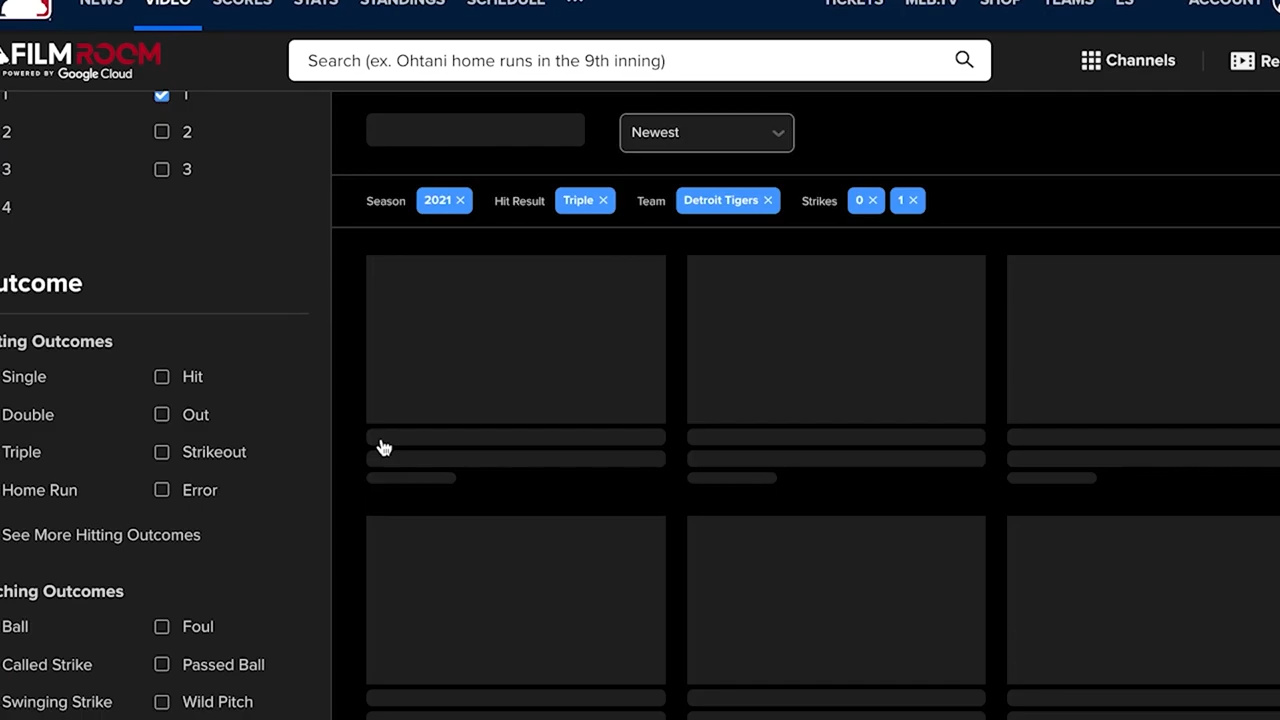 NEWS VIDEO SCORES STATS STANDINGS SCHEDULE ... TICKETS MLB.TV SHOP TEAMS ES ACCOUNT
FILM ROOM
POWERED BY Google Cloud
Search (ex. Ohtani home runs in the 9th inning)
Channels
Re
1 1
2 2
3 3
4
Newest
Season 2021 × Hit Result Triple × Team Detroit Tigers × Strikes 0 × 1 ×
utcome
ting Outcomes
Single Hit
Double Out
Triple Strikeout
Home Run Error
See More Hitting Outcomes
ching Outcomes
Ball Foul
Called Strike Passed Ball
Swinging Strike Wild Pitch